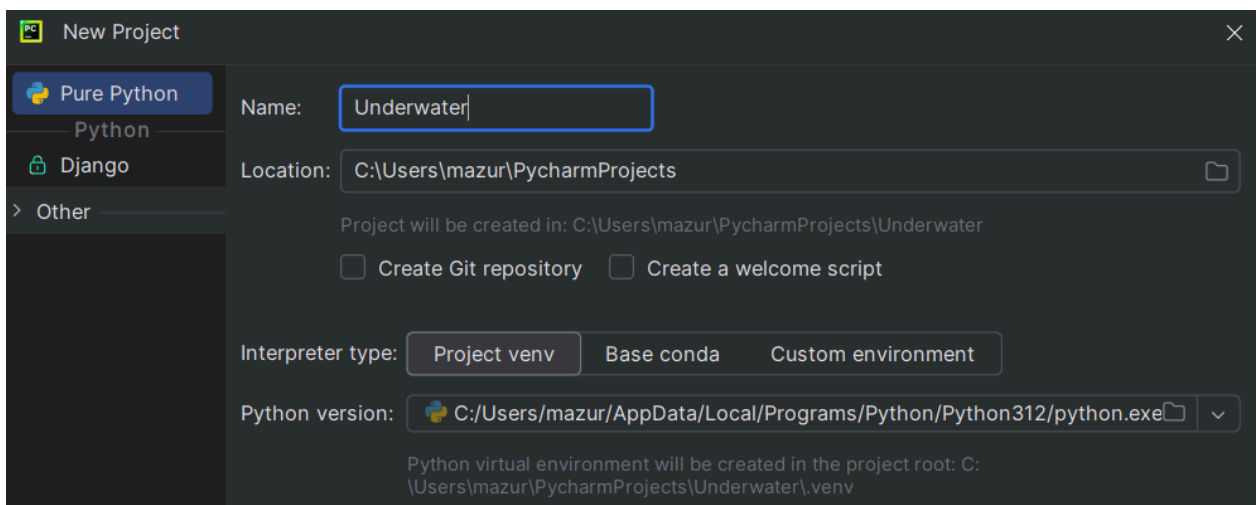 PC
New Project
Pure Python
Python
Django
Other
Name: Underwater
Location: C:\Users\mazur\PycharmProjects
Project will be created in: C:\Users\mazur\PycharmProjects\Underwater
Create Git repository Create a welcome script
Interpreter type: Project venv Base conda Custom environment
Python version: C:/Users/mazur/AppData/Local/Programs/Python/Python312/python.exe
Python virtual environment will be created in the project root: C:
\Users\mazur\PycharmProjects\Underwater\.venv